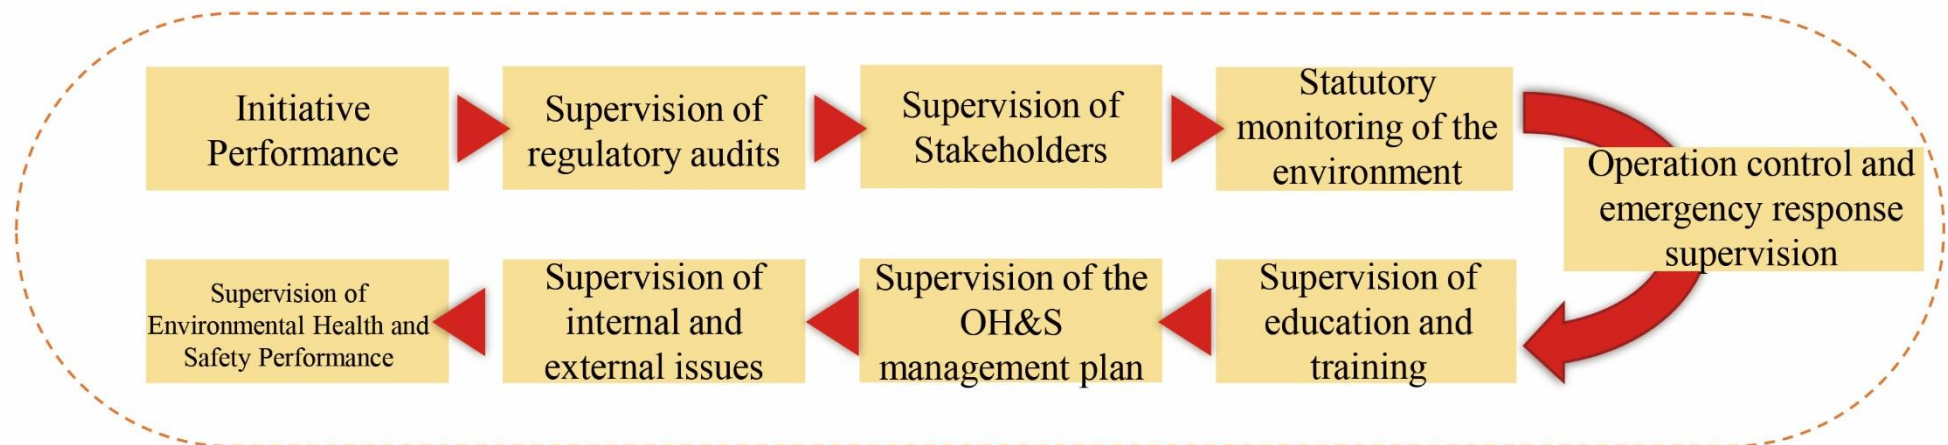 Initiative
Performance
Supervision of
regulatory audits
Supervision of
Stakeholders
Statutory
monitoring of the
environment
Operation control and
emergency response
supervision
Supervision of
education and
training
Supervision of the
OH&S
management plan
Supervision of
internal and
external issues
Supervision of
Environmental Health and
Safety Performance